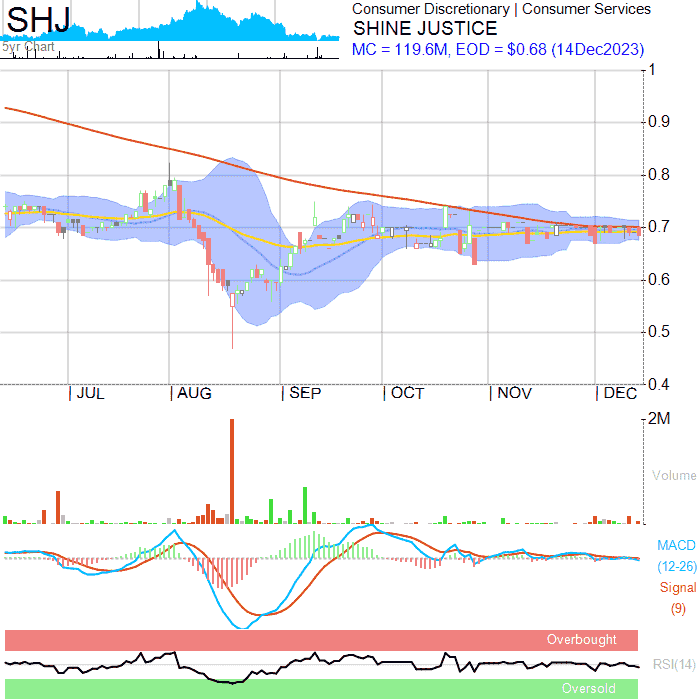 SHJ
5yr Chart
Consumer Discretionary | Consumer Services
SHINE JUSTICE
MC = 119.6M, EOD = $0.68 (14Dec2023)
1
0.9
0.8
0.7
0.6
0.5
0.4
JUL
AUG
SEP
OCT
NOV
DEC
2M
Volume
MACD
(12-26)
Signal
(9)
Overbought
RSI(14)
Oversold